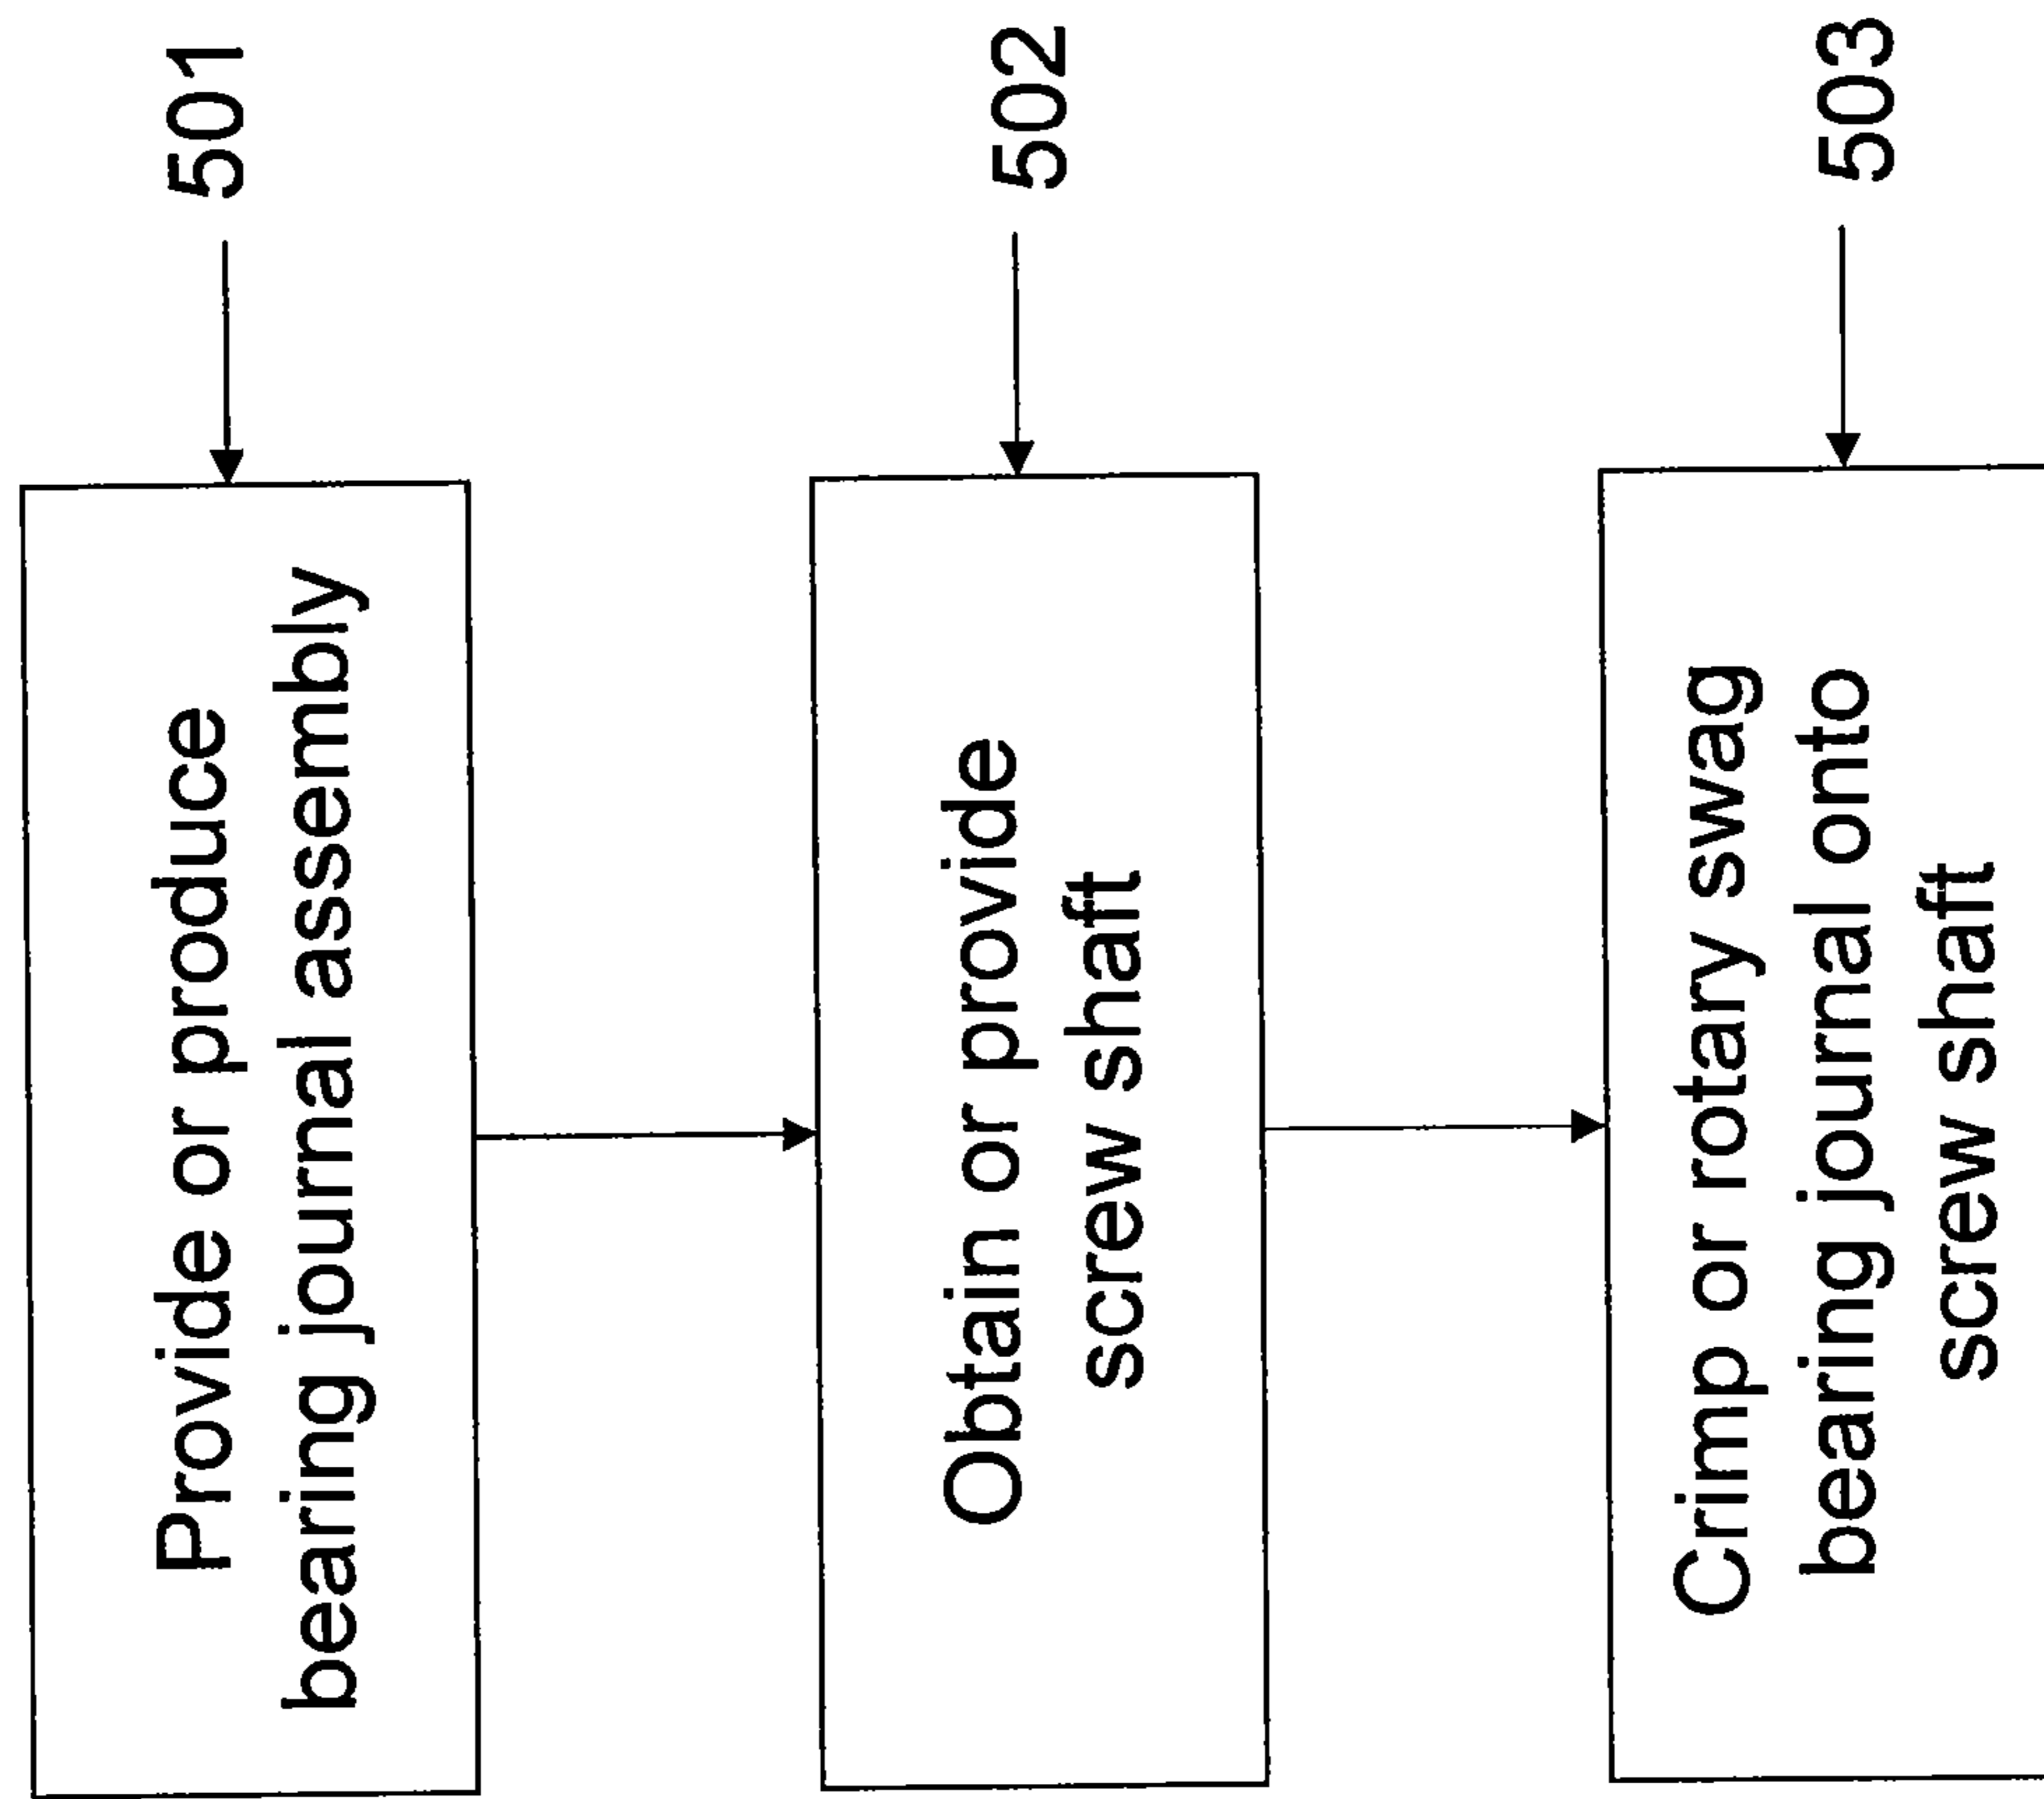 Provide or produce
bearing journal assembly
501
Obtain or provide
screw shaft
502
Crimp or rotary swag
bearing journal onto
screw shaft
503